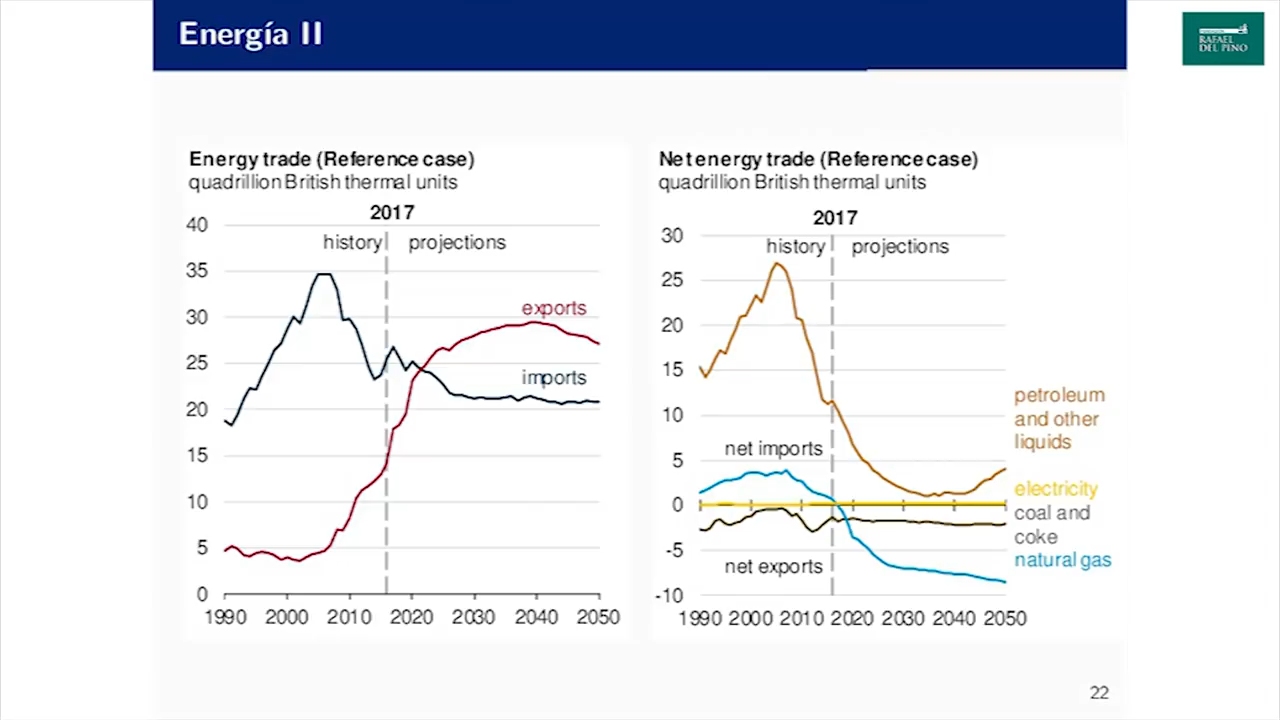 Energía II
FUNDACIÓN
RAFAEL
DEL PINO
Energy trade (Reference case)
quadrillion British thermal units
2017
history
projections
40
35
30
25
20
15
10
5
0
exports
imports
1990 2000 2010 2020 2030 2040 2050
Net energy trade (Reference case)
quadrillion British thermal units
2017
history
projections
30
25
20
15
10
5
0
-5
-10
net imports
net exports
petroleum
and other
liquids
electricity
coal and
coke
natural gas
1990 2000 2010 2020 2030 2040 2050
22